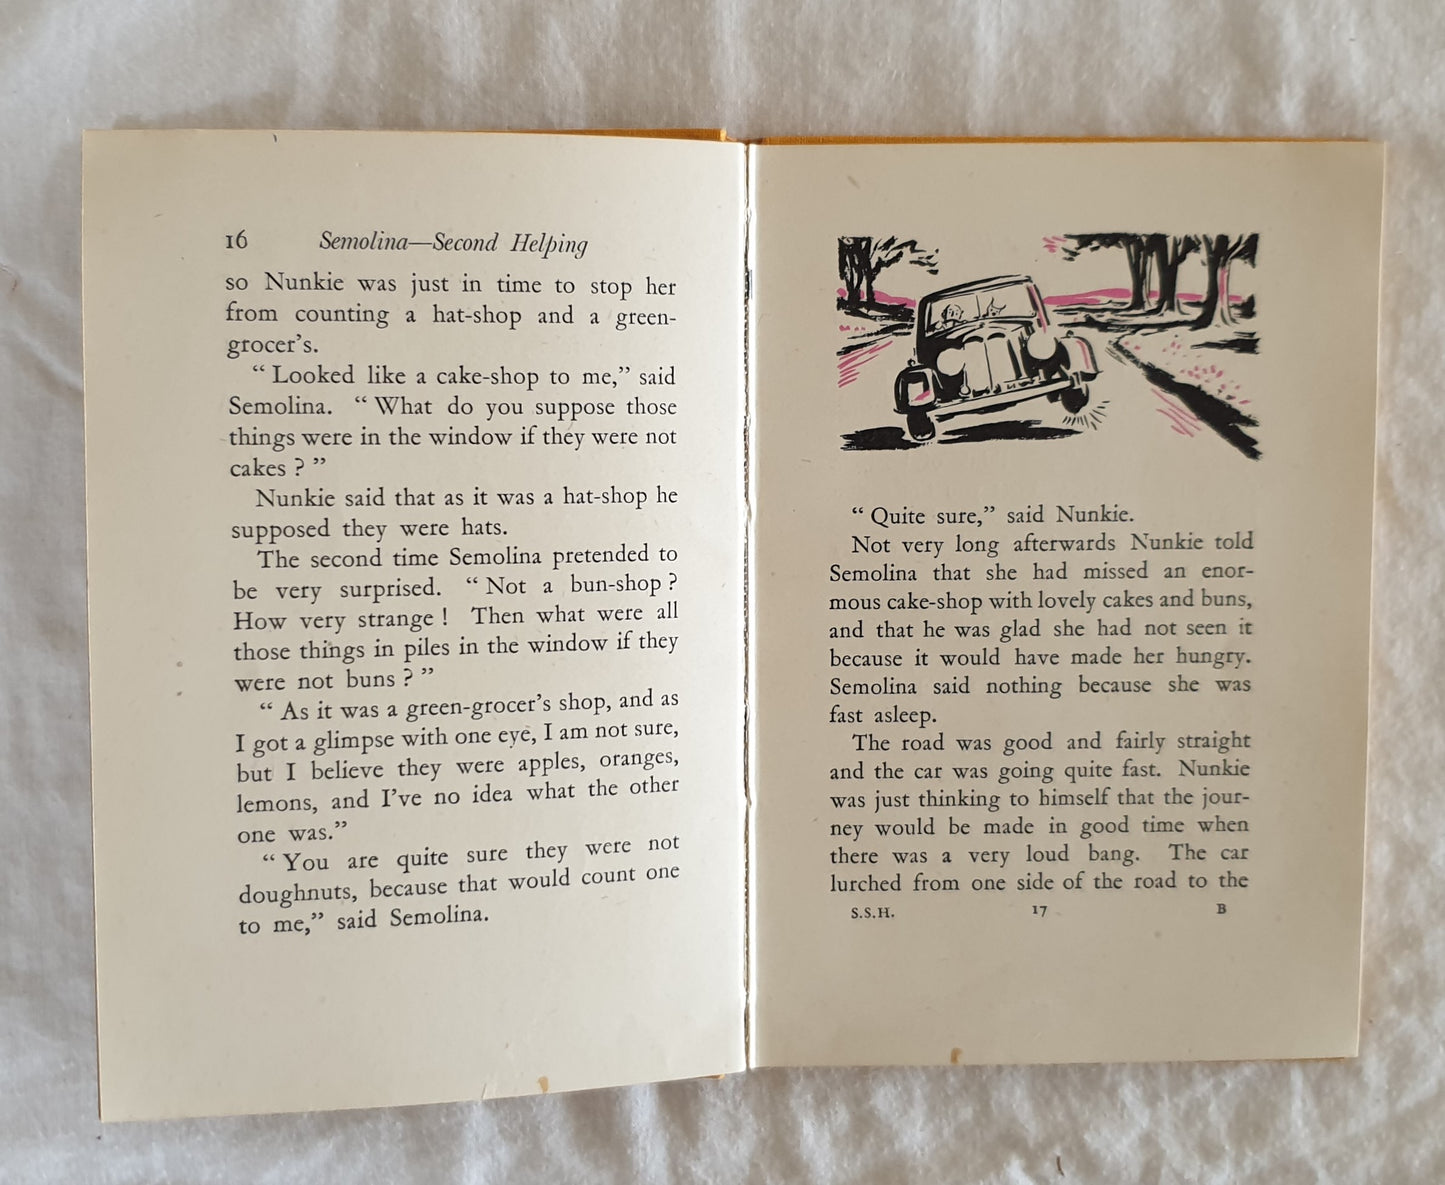 16 Semolina—Second Helping
so Nunkie was just in time to stop her
from counting a hat-shop and a green-
grocer's.
“ Looked like a cake-shop to me,” said
Semolina. “ What do you suppose those
things were in the window if they were not
cakes ? ”
Nunkie said that as it was a hat-shop he
supposed they were hats.
The second time Semolina pretended to
be very surprised. “ Not a bun-shop ?
How very strange ! Then what were all
those things in piles in the window if they
were not buns ? ”
“ As it was a green-grocer's shop, and as
I got a glimpse with one eye, I am not sure,
but I believe they were apples, oranges,
lemons, and I've no idea what the other
one was.”
“ You are quite sure they were not
doughnuts, because that would count one
to me,” said Semolina.
“ Quite sure,” said Nunkie.
Not very long afterwards Nunkie told
Semolina that she had missed an enor-
mous cake-shop with lovely cakes and buns,
and that he was glad she had not seen it
because it would have made her hungry.
Semolina said nothing because she was
fast asleep.
The road was good and fairly straight
and the car was going quite fast. Nunkie
was just thinking to himself that the jour-
ney would be made in good time when
there was a very loud bang. The car
lurched from one side of the road to the
S.S.H. 17 B